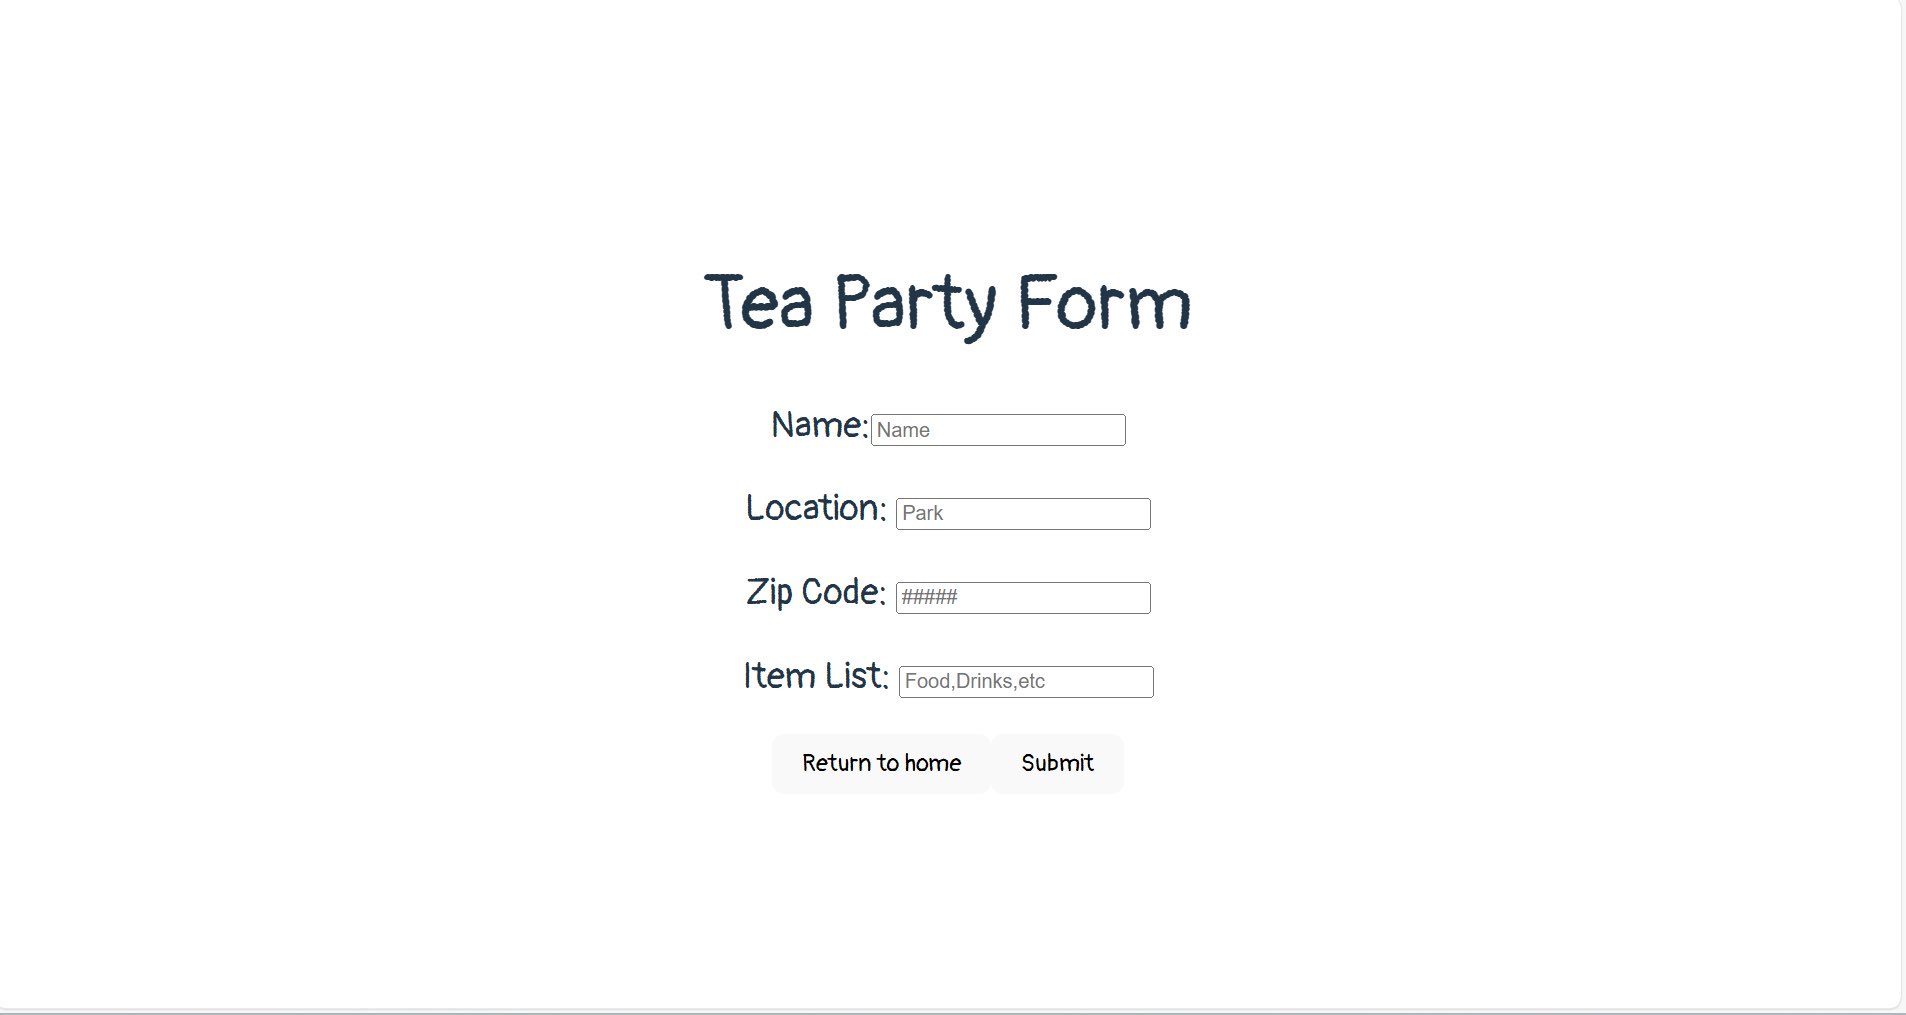 Tea Party Form
Name: Name
Location: Park
Zip Code: #####
Item List: Food,Drinks,etc
Return to home Submit